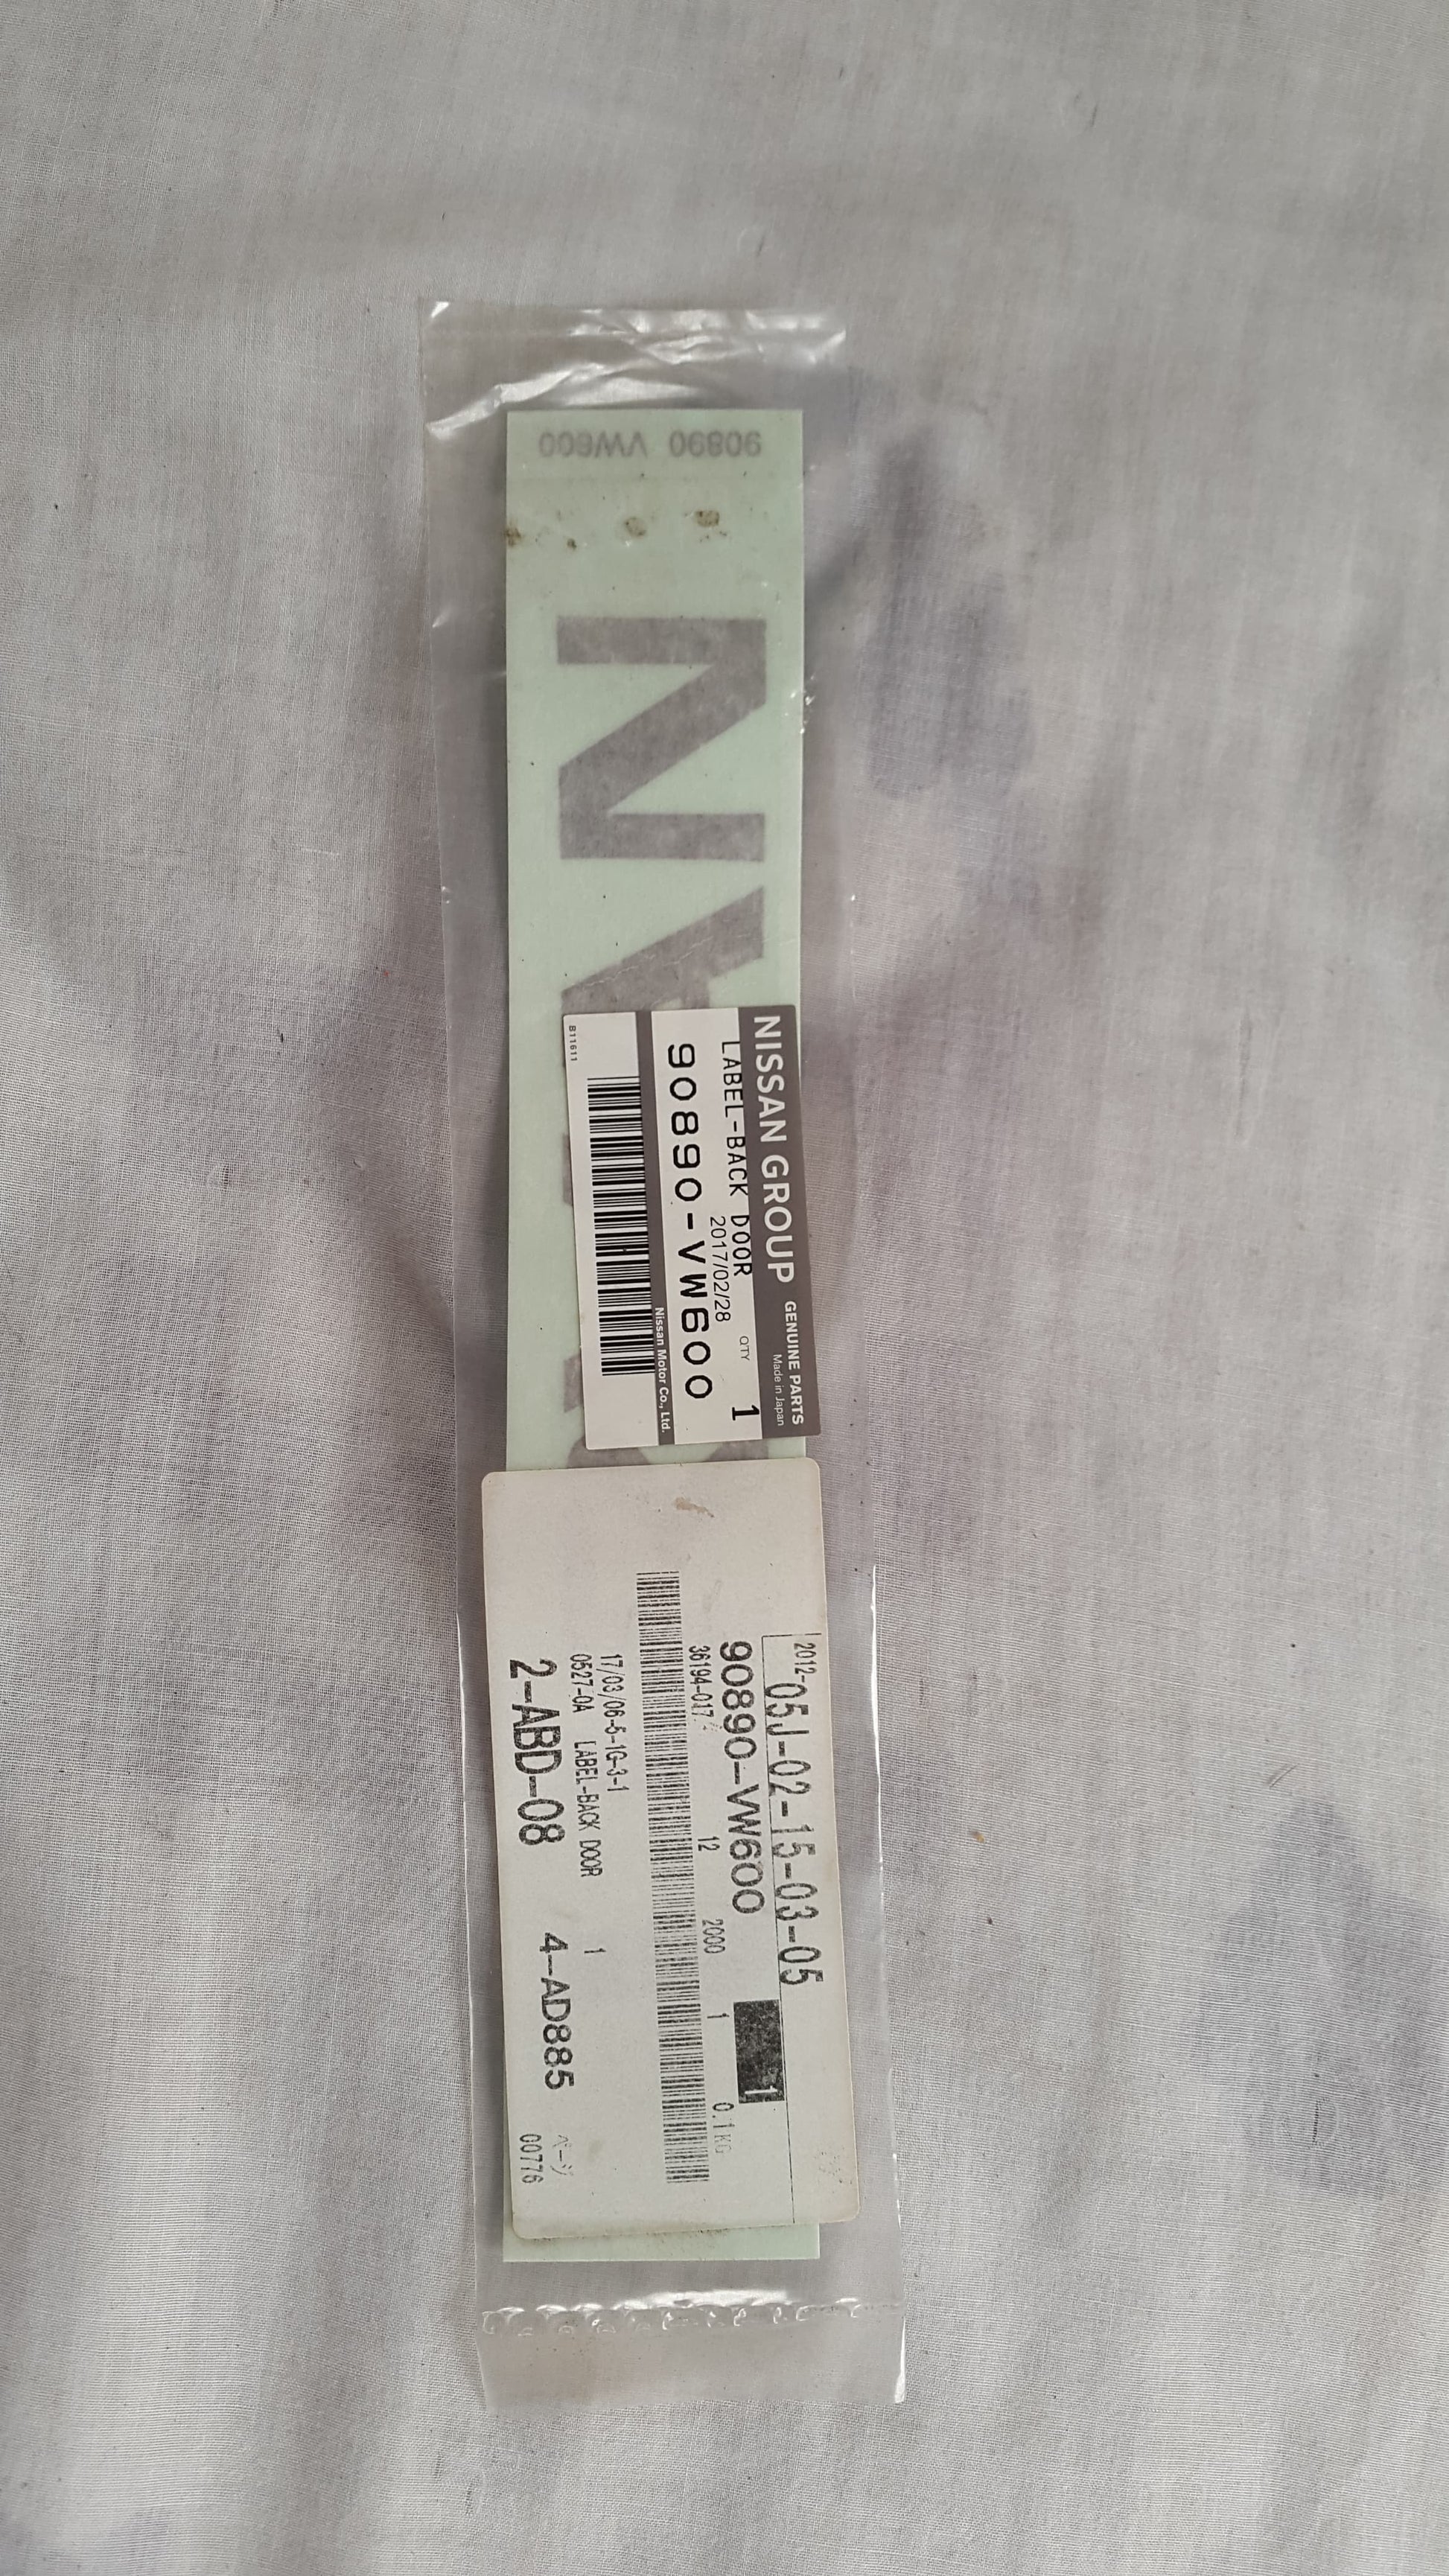 90890 VW600
N
NISSAN GROUP GENUINE PARTS
Made in Japan
LABEL-BACK DOOR QTY 1
2017/02/28
90890-VW600
Nissan Motor Co., Ltd.
B11611
2012-05J-02-15-03-05
90890-VW600 1
36194-017 12 2000 1 0.1KG
17/03/06-5-1G-3-1
0527-0A LABEL-BACK DOOR 1
2-ABD-08 4-AD885
ページ
00776